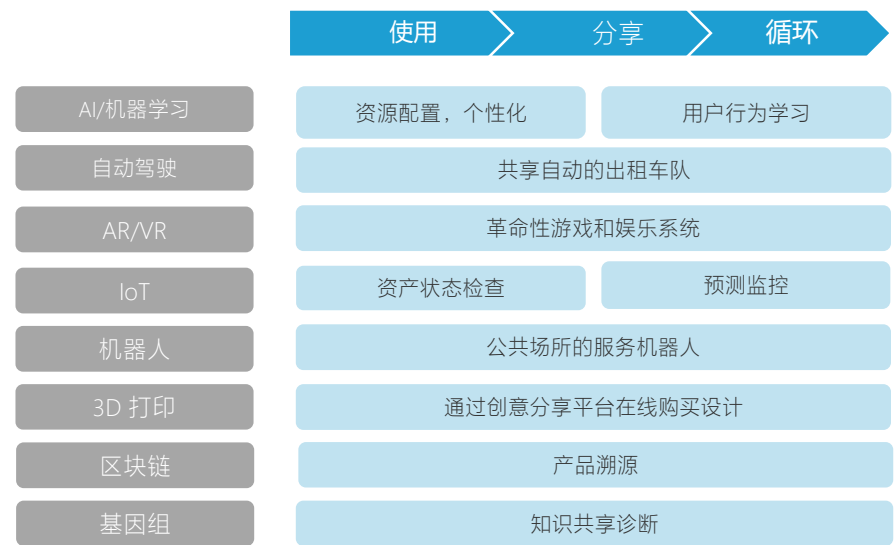 使用 分享 循环
AI/机器学习 资源配置，个性化 用户行为学习
自动驾驶 共享自动的出租车队
AR/VR 革命性游戏和娱乐系统
IoT 资产状态检查 预测监控
机器人 公共场所的服务机器人
3D 打印 通过创意分享平台在线购买设计
区块链 产品溯源
基因组 知识共享诊断